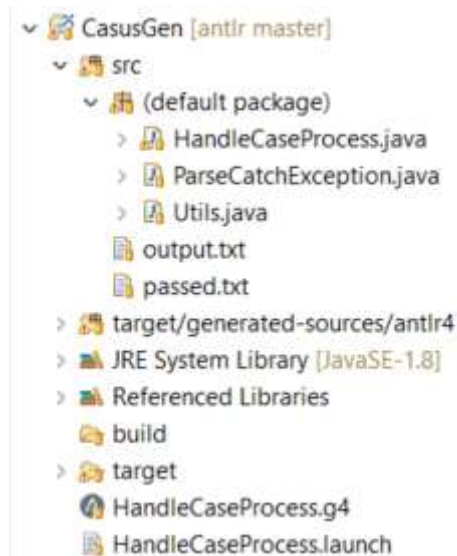 CasusGen [antlr master]
src
(default package)
HandleCaseProcess.java
ParseCatchException.java
Utils.java
output.txt
passed.txt
target/generated-sources/antlr4
JRE System Library [JavaSE-1.8]
Referenced Libraries
build
target
HandleCaseProcess.g4
HandleCaseProcess.launch